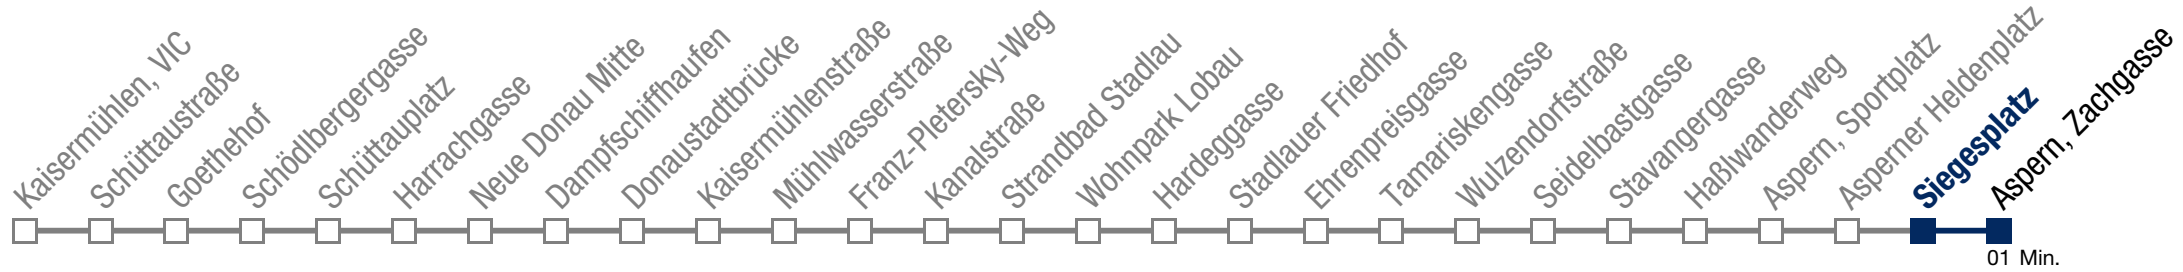 Kaisermühlen, VIC
Schüttaustraße
Goethehof
Schödlbergergasse
Schüttauplatz
Harrachgasse
Neue Donau Mitte
Dampfschiffhaufen
Donaustadtbrücke
Kaisermühlenstraße
Mühlwasserstraße
Franz-Pletersky-Weg
Kanalstraße
Strandbad Stadlau
Wohnpark Lobau
Hardeggasse
Stadlauer Friedhof
Ehrenpreisgasse
Tamariskengasse
Wulzendorfstraße
Seidelbastgasse
Stavangergasse
Haßlwanderweg
Aspern, Sportplatz
Asperner Heldenplatz
Siegesplatz
Aspern, Zachgasse
01 Min.